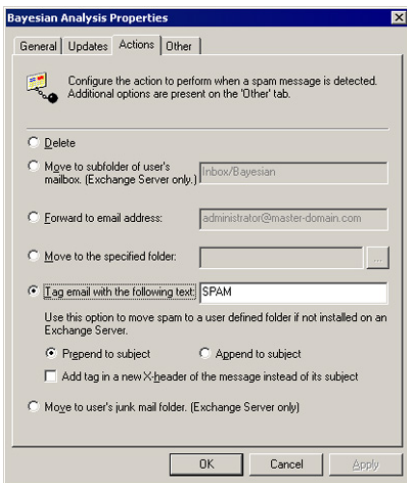 Bayesian Analysis Properties
General Updates Actions Other
Configure the action to perform when a spam message is detected.
Additional options are present on the 'Other' tab.
Delete
Move to subfolder of user's
mailbox. (Exchange Server only.)
Inbox/Bayesian
Forward to email address:
administrator@master-domain.com
Move to the specified folder:
...
Tag email with the following text:
SPAM
Use this option to move spam to a user defined folder if not installed on an
Exchange Server.
Prepend to subject
Append to subject
Add tag in a new X-header of the message instead of its subject
Move to user's junk mail folder. (Exchange Server only)
OK Cancel Apply